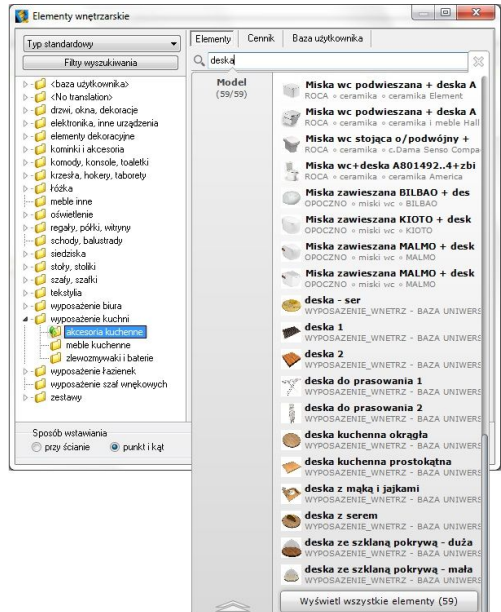 Elementy wnętrzarskie
Typ standardowy
Filtry wyszukiwania
<baza użytkownika>
<No translation>
drzwi, okna, dekoracje
elektronika, inne urządzenia
elementy dekoracyjne
kominki i akcesoria
komody, konsole, toaletki
krzesła, hokery, taborety
łóżka
meble inne
oświetlenie
regały, półki, witryny
schody, balustrady
siedziska
stoły, stoliki
szafy, szafki
tekstylia
wyposażenie biura
wyposażenie kuchni
akcesoria kuchenne
meble kuchenne
zlewozmywaki i baterie
wyposażenie łazienek
wyposażenie szaf wnękowych
zestawy
Sposób wstawiania
przy ścianie punkt i kąt
Elementy Cennik Baza użytkownika
deska
Model
(59/59)
Miska wc podwieszana + deska A
ROCA ∘ ceramika ∘ ceramika Element
Miska wc podwieszana + deska A
ROCA ∘ ceramika ∘ ceramika i meble Hall
Miska wc stojąca o/podwójny +
ROCA ∘ ceramika ∘ c.Dama Senso Compa
Miska wc+deska A801492..4+zbi
ROCA ∘ ceramika ∘ ceramika America
Miska zawieszana BILBAO + des
OPOCZNO ∘ miski wc ∘ BILBAO
Miska zawieszana KIOTO + desk
OPOCZNO ∘ miski wc ∘ KIOTO
Miska zawieszana MALMO + desk
OPOCZNO ∘ miski wc ∘ MALMO
Miska zawieszana MALMO + desk
OPOCZNO ∘ miski wc ∘ MALMO
deska - ser
WYPOSAZENIE_WNETRZ - BAZA UNIWERS
deska 1
WYPOSAZENIE_WNETRZ - BAZA UNIWERS
deska 2
WYPOSAZENIE_WNETRZ - BAZA UNIWERS
deska do prasowania 1
WYPOSAZENIE_WNETRZ - BAZA UNIWERS
deska do prasowania 2
WYPOSAZENIE_WNETRZ - BAZA UNIWERS
deska kuchenna okrągła
WYPOSAZENIE_WNETRZ - BAZA UNIWERS
deska kuchenna prostokątna
WYPOSAZENIE_WNETRZ - BAZA UNIWERS
deska z mąką i jajkami
WYPOSAZENIE_WNETRZ - BAZA UNIWERS
deska z serem
WYPOSAZENIE_WNETRZ - BAZA UNIWERS
deska ze szklaną pokrywą - duża
WYPOSAZENIE_WNETRZ - BAZA UNIWERS
deska ze szklaną pokrywą - mała
WYPOSAZENIE_WNETRZ - BAZA UNIWERS
Wyświetl wszystkie elementy (59)